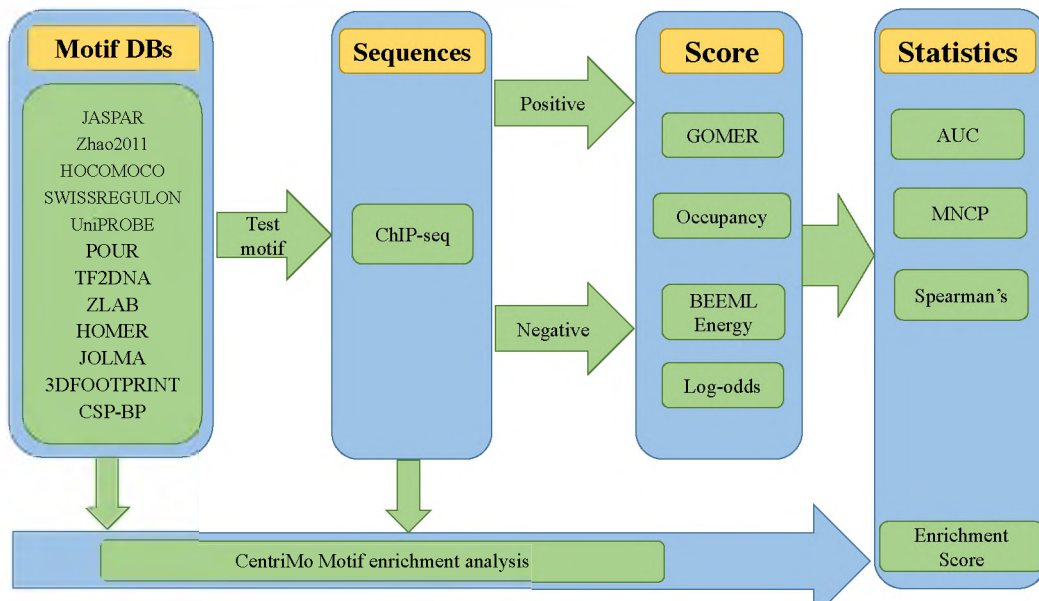 Motif DBs
JASPAR
Zhao2011
HOCOMOCO
SWISSREGULON
UniPROBE
POUR
TF2DNA
ZLAB
HOMER
JOLMA
3DFOOTPRINT
CSP-BP
Test
motif
Sequences
ChIP-seq
Positive
Negative
Score
GOMER
Occupancy
BEEML
Energy
Log-odds
Statistics
AUC
MNCP
Spearman’s
Enrichment
Score
CentriMo Motif enrichment analysis